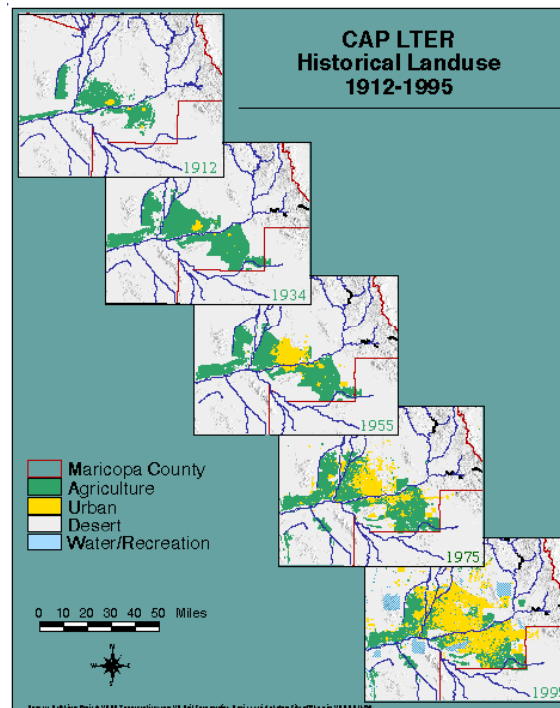 CAP LTER
Historical Landuse
1912-1995
1912
1934
1955
1975
Maricopa County
Agriculture
Urban
Desert
Water/Recreation
0 10 20 30 40 50 Miles
N
W E
S